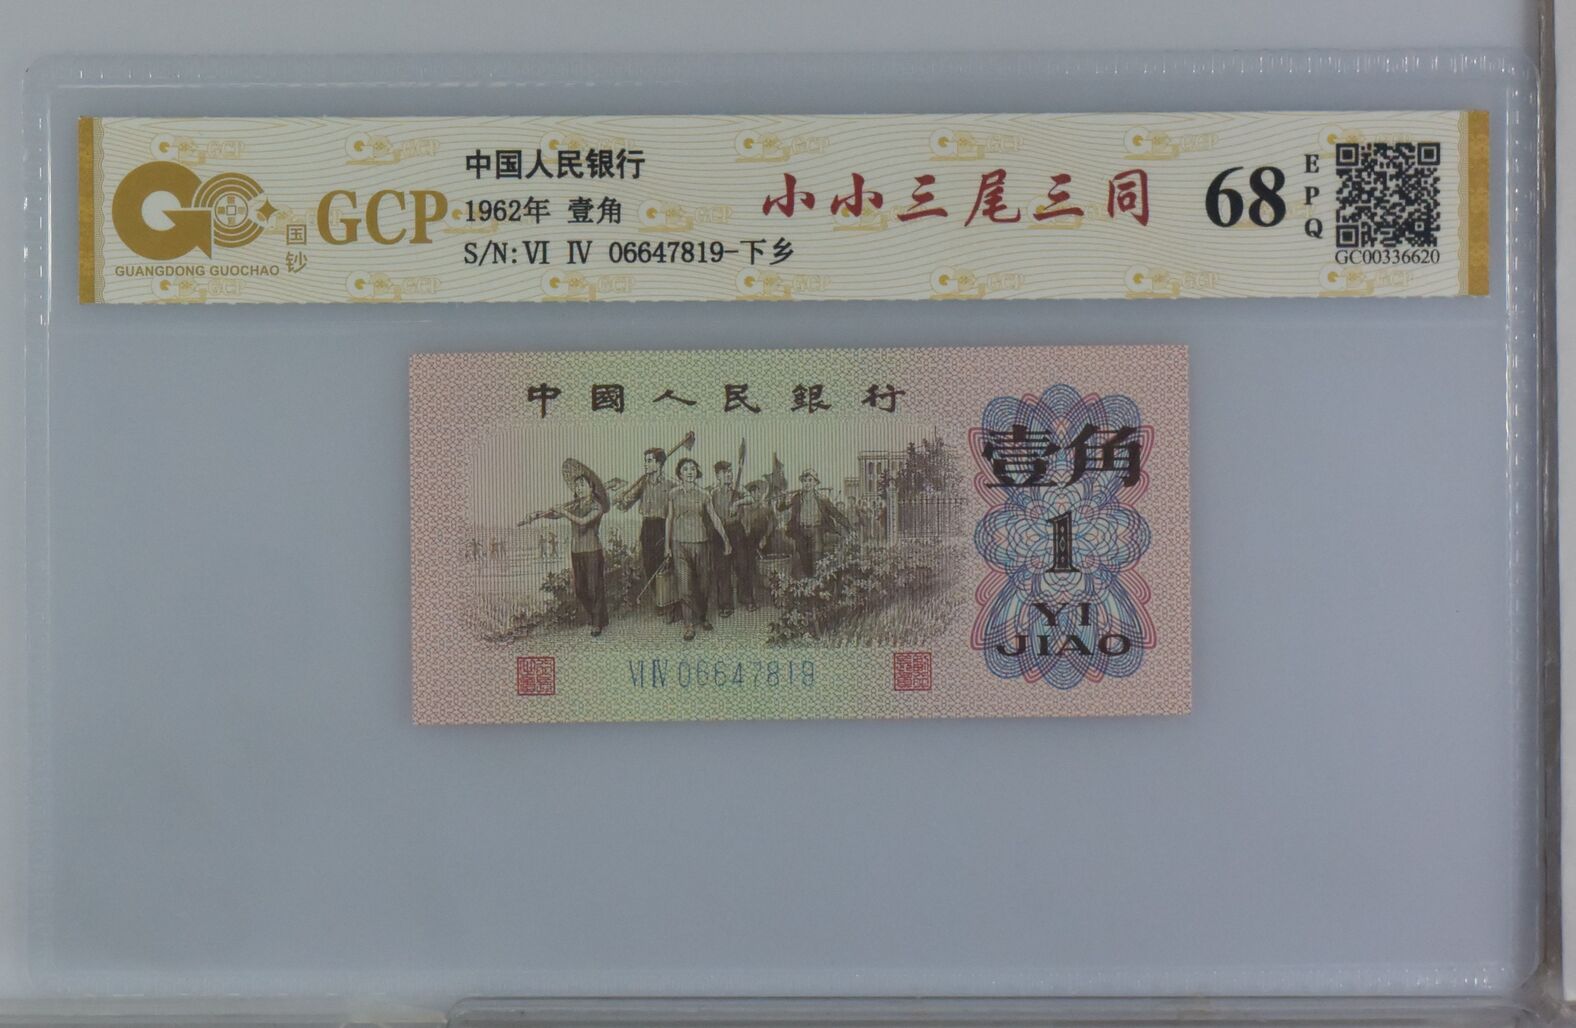 中国人民银行
1962年 壹角
S/N: VI IV 06647819-下乡
小小三尾三同
68
EPQ
GC00336620
GCP
国钞
GUANGDONG GUOCHAO
中國人民銀行
壹角
1
YI
JIAO
VI IV 06647819